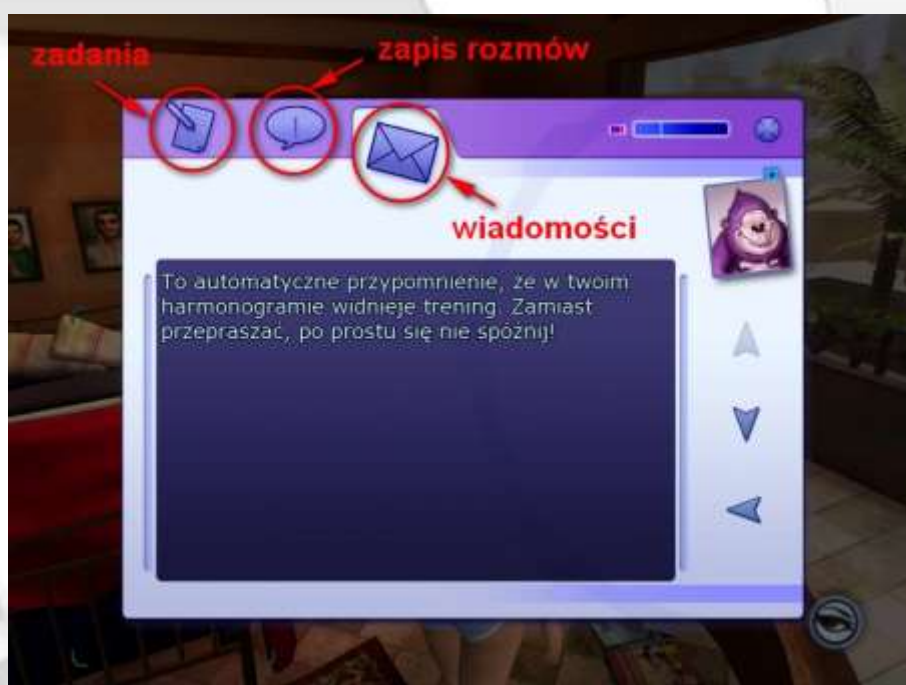 zadania
zapis rozmów
wiadomości
To automatyczne przypomnienie, że w twoim
harmonogramie widnieje trening. Zamiast
przepraszać, po prostu się nie spóźnij!